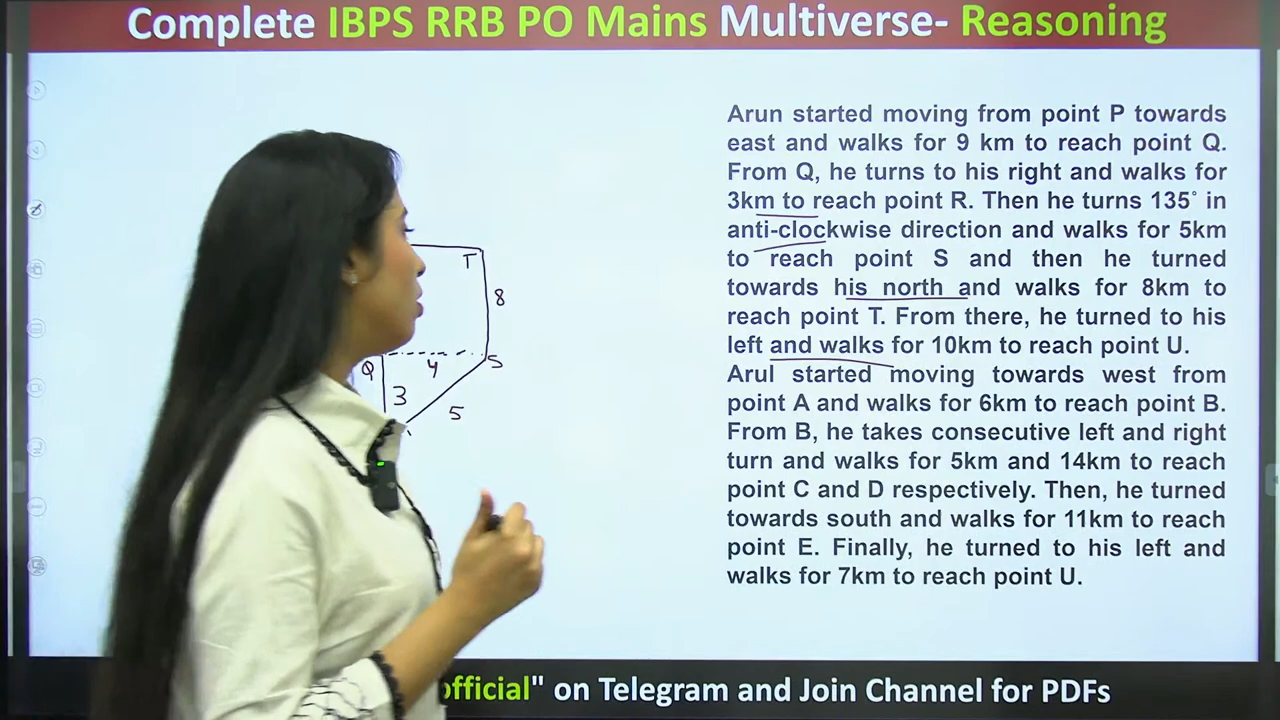 Complete IBPS RRB PO Mains Multiverse- Reasoning
Arun started moving from point P towards
east and walks for 9 km to reach point Q.
From Q, he turns to his right and walks for
3km to reach point R. Then he turns 135° in
anti-clockwise direction and walks for 5km
to reach point S and then he turned
towards his north and walks for 8km to
reach point T. From there, he turned to his
left and walks for 10km to reach point U.
Arul started moving towards west from
point A and walks for 6km to reach point B.
From B, he takes consecutive left and right
turn and walks for 5km and 14km to reach
point C and D respectively. Then, he turned
towards south and walks for 11km to reach
point E. Finally, he turned to his left and
walks for 7km to reach point U.
T
8
Q 4 S
3
5
official" on Telegram and Join Channel for PDFs